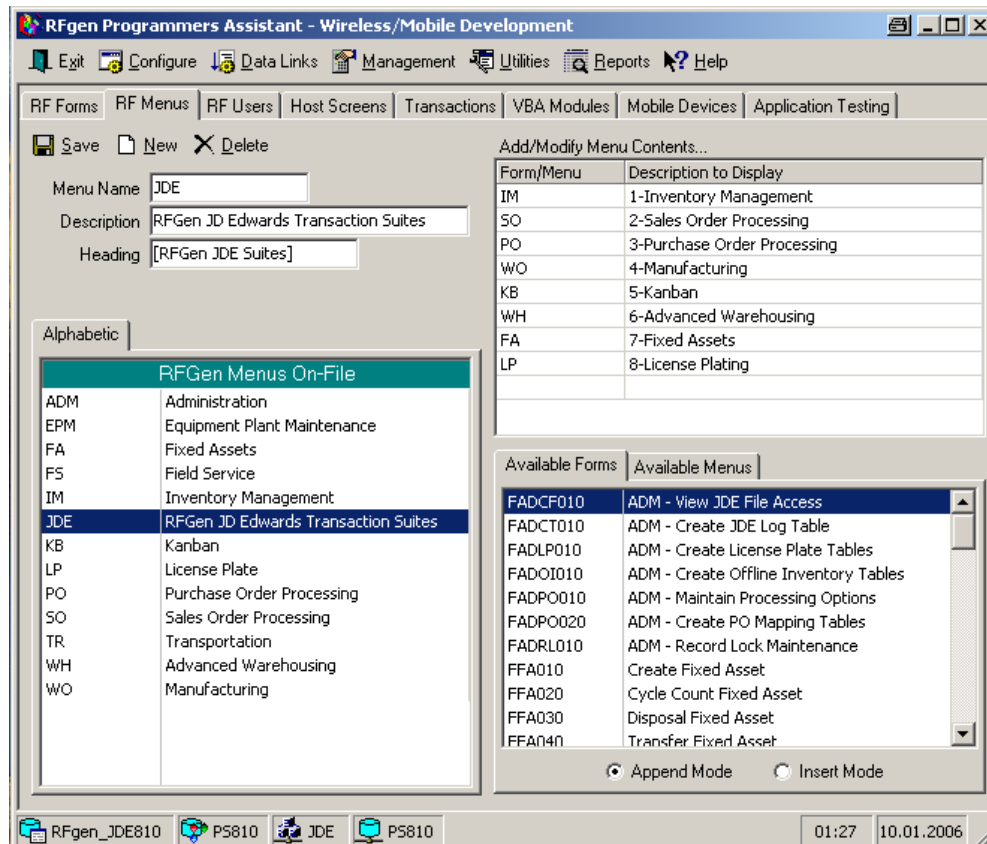 RFgen Programmers Assistant - Wireless/Mobile Development
Exit Configure Data Links Management Utilities Reports Help
RF Forms RF Menus RF Users Host Screens Transactions VBA Modules Mobile Devices Application Testing
Save New Delete
Menu Name JDE
Description RFGen JD Edwards Transaction Suites
Heading [RFGen JDE Suites]
Add/Modify Menu Contents...
Form/Menu Description to Display
IM 1-Inventory Management
SO 2-Sales Order Processing
PO 3-Purchase Order Processing
WO 4-Manufacturing
KB 5-Kanban
WH 6-Advanced Warehousing
FA 7-Fixed Assets
LP 8-License Plating
Alphabetic
RFGen Menus On-File
ADM Administration
EPM Equipment Plant Maintenance
FA Fixed Assets
FS Field Service
IM Inventory Management
JDE RFGen JD Edwards Transaction Suites
KB Kanban
LP License Plate
PO Purchase Order Processing
SO Sales Order Processing
TR Transportation
WH Advanced Warehousing
WO Manufacturing
Available Forms Available Menus
FADCF010 ADM - View JDE File Access
FADCT010 ADM - Create JDE Log Table
FADLP010 ADM - Create License Plate Tables
FADOI010 ADM - Create Offline Inventory Tables
FADPO010 ADM - Maintain Processing Options
FADPO020 ADM - Create PO Mapping Tables
FADRL010 ADM - Record Lock Maintenance
FFA010 Create Fixed Asset
FFA020 Cycle Count Fixed Asset
FFA030 Disposal Fixed Asset
FFA040 Transfer Fixed Asset
Append Mode Insert Mode
RFgen_JDE810 PS810 JDE PS810 01:27 10.01.2006